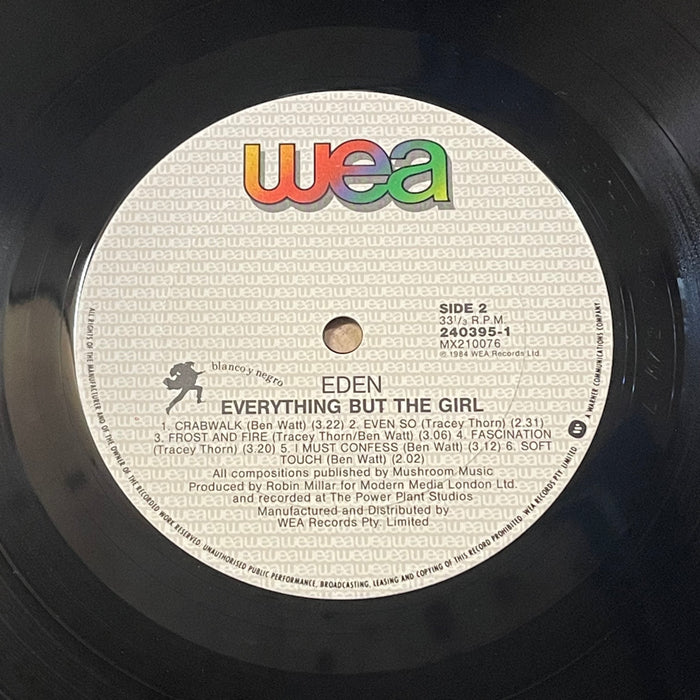 wea
SIDE 2
33 1/3 R.P.M.
240395-1
MX210076
℗ 1984 WEA Records Ltd.
blanco y negro
EDEN
EVERYTHING BUT THE GIRL
1. CRABWALK (Ben Watt) (3.22) 2. EVEN SO (Tracey Thorn) (2.31)
3. FROST AND FIRE (Tracey Thorn/Ben Watt) (3.06) 4. FASCINATION
(Tracey Thorn) (3.20) 5. I MUST CONFESS (Ben Watt) (3.12) 6. SOFT
TOUCH (Ben Watt) (2.02)
All compositions published by Mushroom Music
Produced by Robin Millar for Modern Media London Ltd.
and recorded at The Power Plant Studios
Manufactured and Distributed by
WEA Records Pty. Limited
ALL RIGHTS OF THE MANUFACTURER AND OF THE OWNER OF THE RECORDED WORK RESERVED. UNAUTHORISED PUBLIC PERFORMANCE, BROADCASTING, LEASING AND COPYING OF THIS RECORD PROHIBITED. WEA RECORDS PTY. LIMITED
A WARNER COMMUNICATIONS COMPANY